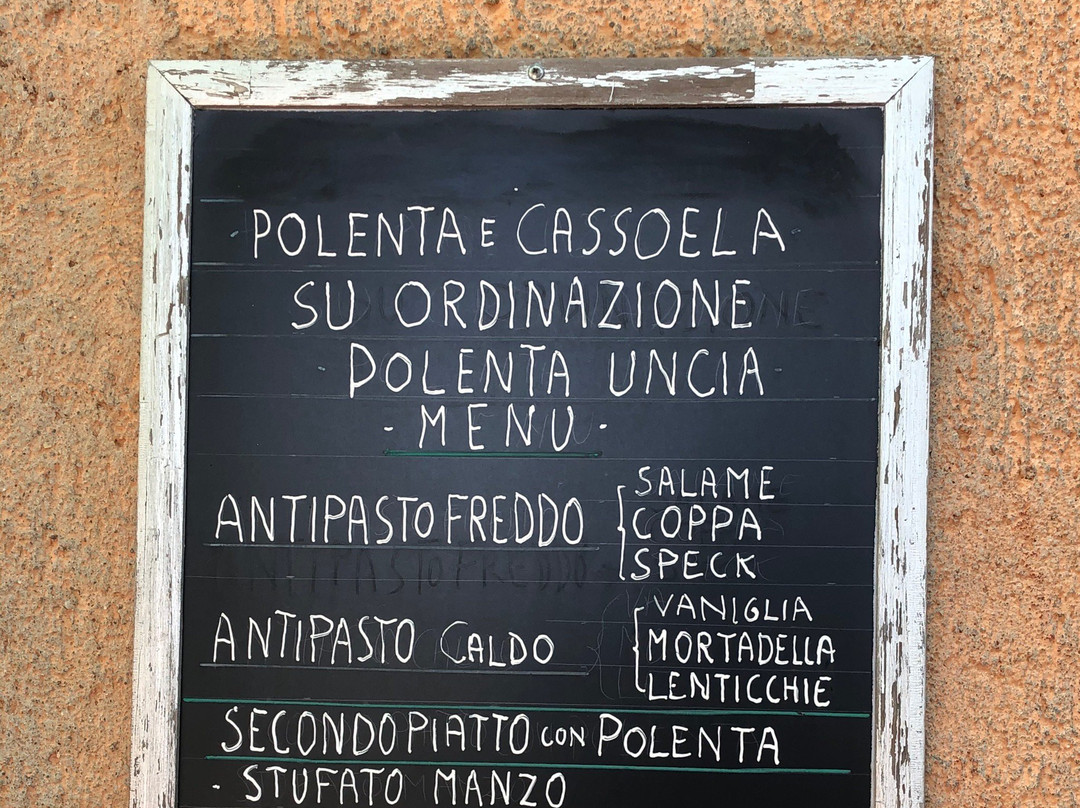 POLENTA E CASSOELA
SU ORDINAZIONE
POLENTA UNCIA
- MENU -
ANTIPASTO FREDDO
SALAME
COPPA
SPECK
ANTIPASTO CALDO
VANIGLIA
MORTADELLA
LENTICCHIE
SECONDO PIATTO CON POLENTA
· STUFATO MANZO